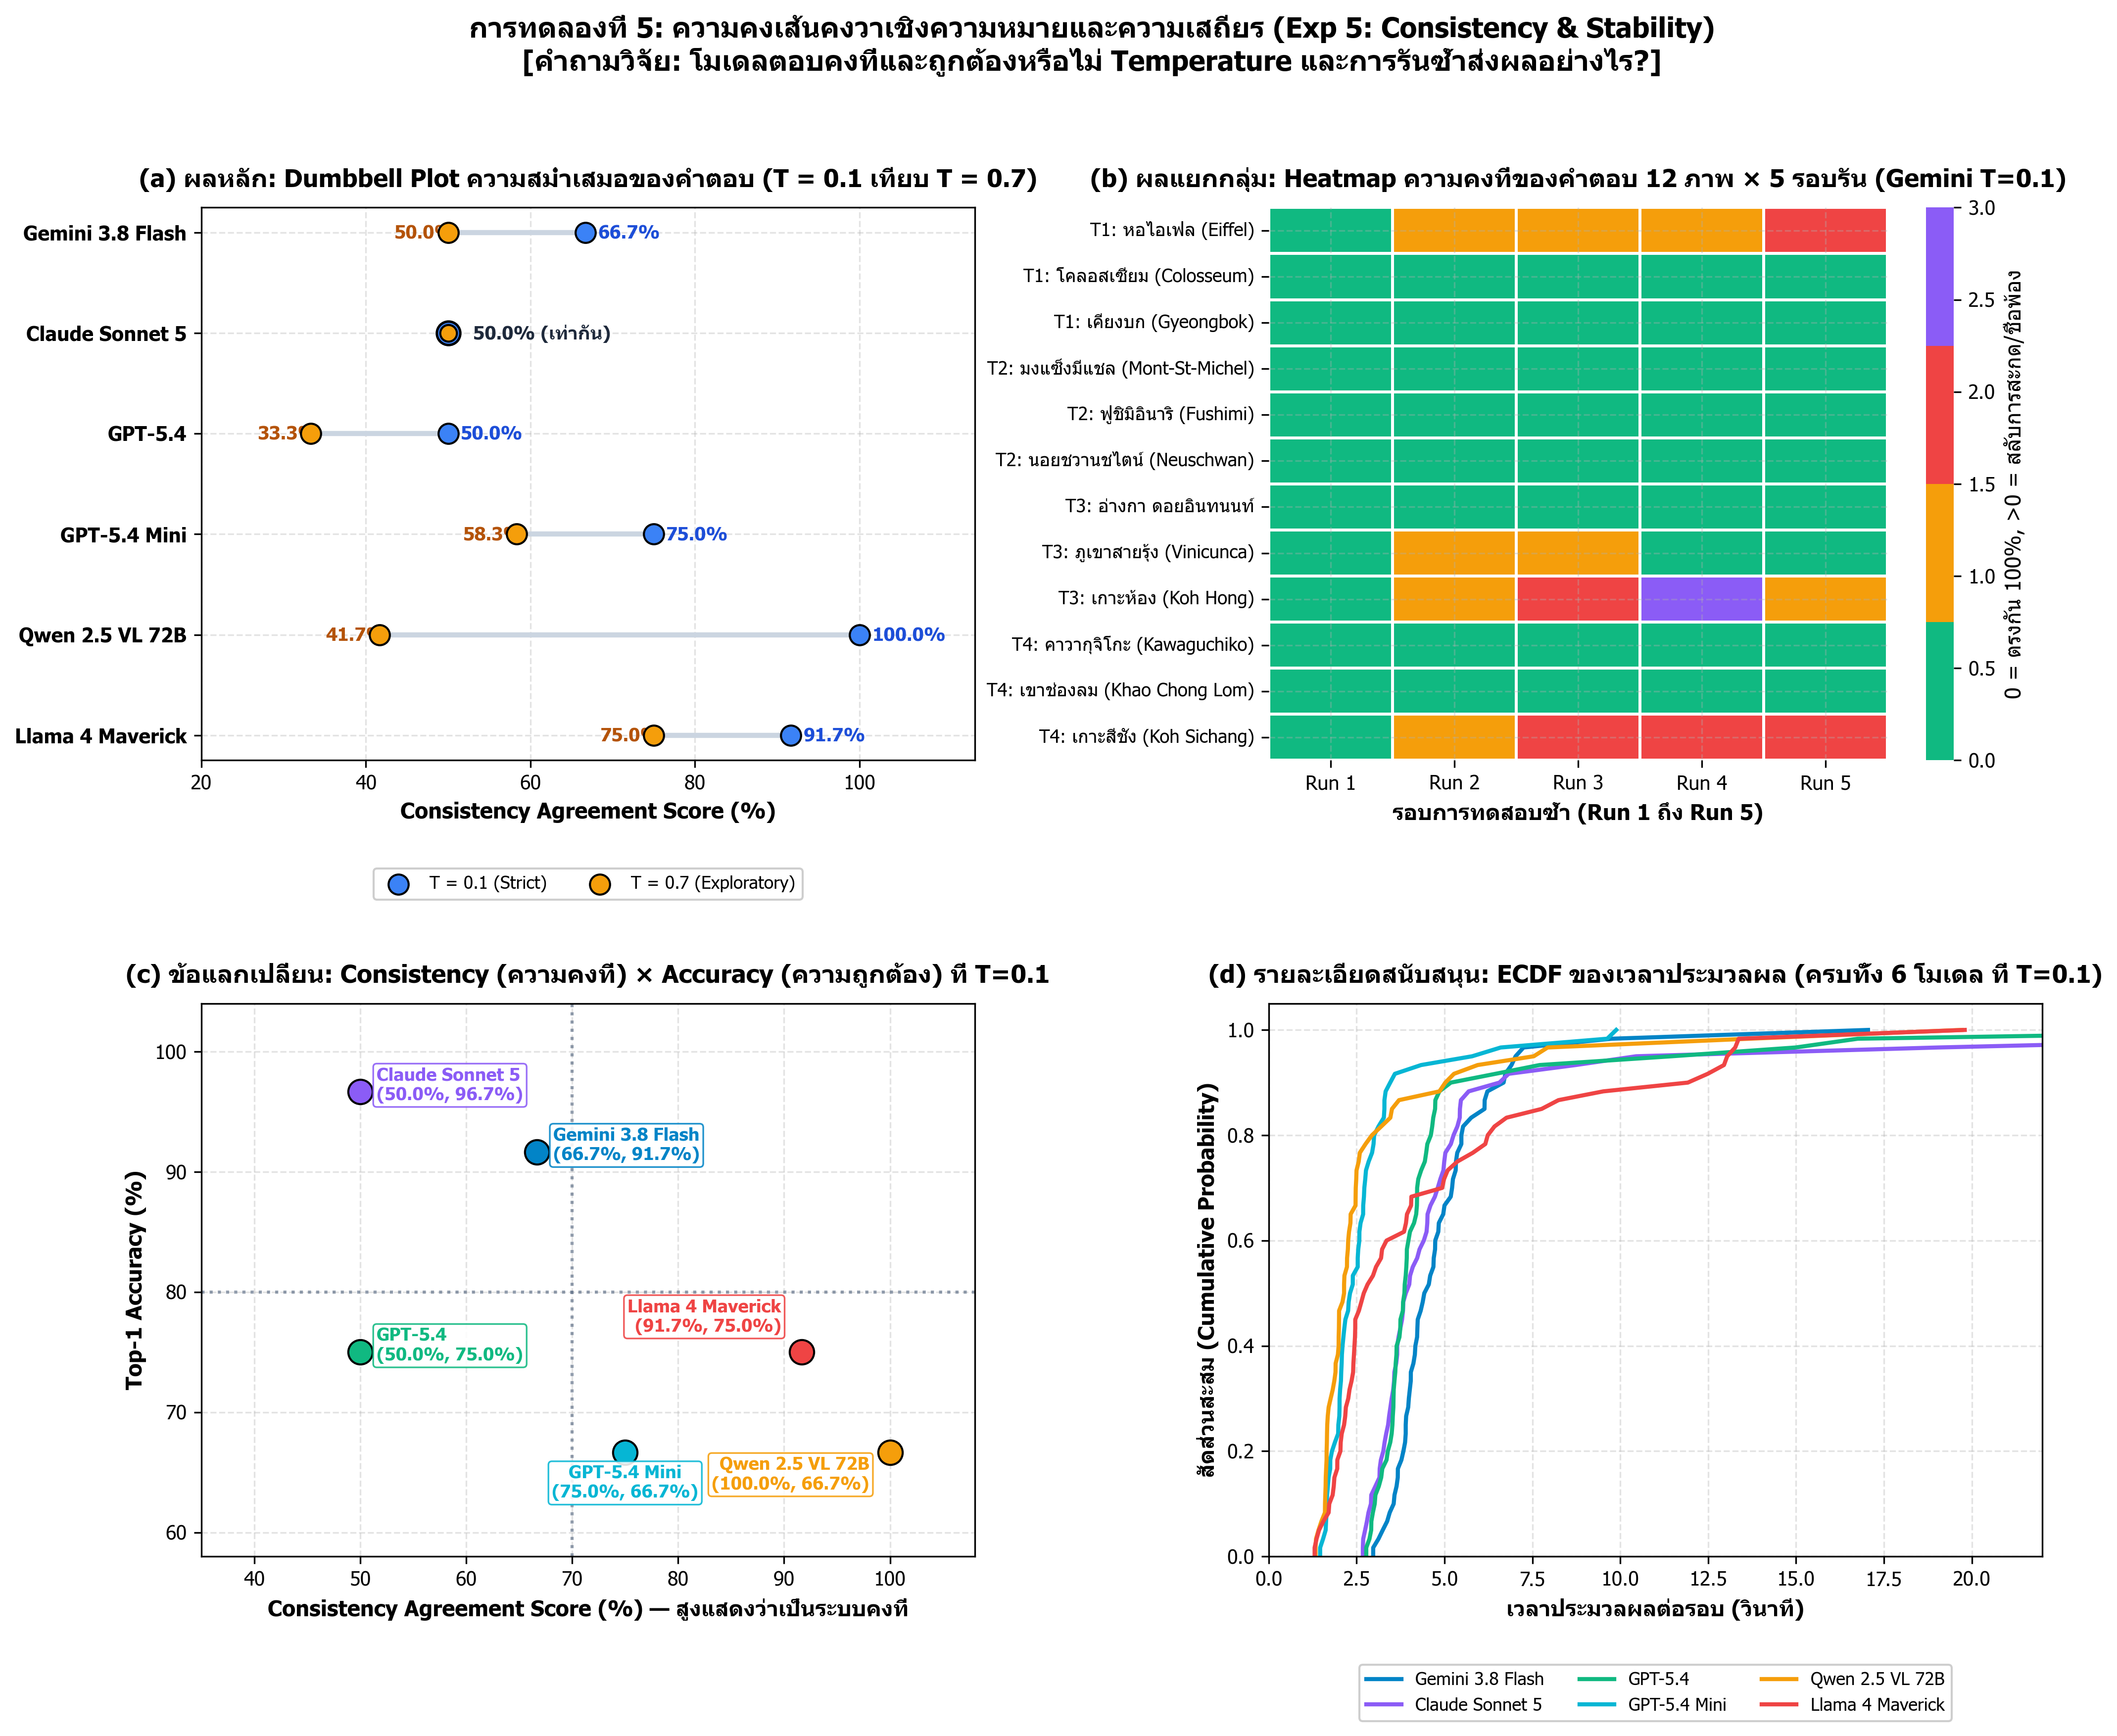 การทดลองที่ 5: ความคงเส้นคงวาเชิงความหมายและความเสถียร (Exp 5: Consistency & Stability)
[คำถามวิจัย: โมเดลตอบคงที่และถูกต้องหรือไม่ Temperature และการรันซ้ำส่งผลอย่างไร?]
(a) ผลหลัก: Dumbbell Plot ความสม่ำเสมอของคำตอบ (T = 0.1 เทียบ T = 0.7)
Gemini 3.8 Flash
Claude Sonnet 5
GPT-5.4
GPT-5.4 Mini
Qwen 2.5 VL 72B
Llama 4 Maverick
50.0
66.7%
50.0% (เท่ากัน)
33.3
50.0%
58.3
75.0%
41.7
100.0%
75.0
91.7%
20 40 60 80 100
Consistency Agreement Score (%)
T = 0.1 (Strict) T = 0.7 (Exploratory)
(b) ผลแยกกลุ่ม: Heatmap ความคงที่ของคำตอบ 12 ภาพ × 5 รอบรัน (Gemini T=0.1)
T1: หอไอเฟล (Eiffel)
T1: โคลอสเซียม (Colosseum)
T1: เคียงบก (Gyeongbok)
T2: มงแซ็งมีแชล (Mont-St-Michel)
T2: ฟูชิมิอินาริ (Fushimi)
T2: นอยชวานชไตน์ (Neuschwan)
T3: อ่างกา ดอยอินทนนท์
T3: ภูเขาสายรุ้ง (Vinicunca)
T3: เกาะห้อง (Koh Hong)
T4: คาวากุจิโกะ (Kawaguchiko)
T4: เขาช่องลม (Khao Chong Lom)
T4: เกาะสีชัง (Koh Sichang)
Run 1 Run 2 Run 3 Run 4 Run 5
รอบการทดสอบซ้ำ (Run 1 ถึง Run 5)
3.0
2.5
2.0
1.5
1.0
0.5
0.0
0 = ตรงกัน 100%, >0 = สลับการสะกด/ชื่อพ้อง
(c) ข้อแลกเปลี่ยน: Consistency (ความคงที่) × Accuracy (ความถูกต้อง) ที่ T=0.1
Top-1 Accuracy (%)
100
90
80
70
60
Claude Sonnet 5
(50.0%, 96.7%)
Gemini 3.8 Flash
(66.7%, 91.7%)
Llama 4 Maverick
(91.7%, 75.0%)
GPT-5.4
(50.0%, 75.0%)
GPT-5.4 Mini
(75.0%, 66.7%)
Qwen 2.5 VL 72B
(100.0%, 66.7%)
40 50 60 70 80 90 100
Consistency Agreement Score (%) — สูงแสดงว่าเป็นระบบคงที่
(d) รายละเอียดสนับสนุน: ECDF ของเวลาประมวลผล (ครบทั้ง 6 โมเดล ที่ T=0.1)
สัดส่วนสะสม (Cumulative Probability)
1.0
0.8
0.6
0.4
0.2
0.0
0.0 2.5 5.0 7.5 10.0 12.5 15.0 17.5 20.0
เวลาประมวลผลต่อรอบ (วินาที)
Gemini 3.8 Flash GPT-5.4 Qwen 2.5 VL 72B
Claude Sonnet 5 GPT-5.4 Mini Llama 4 Maverick